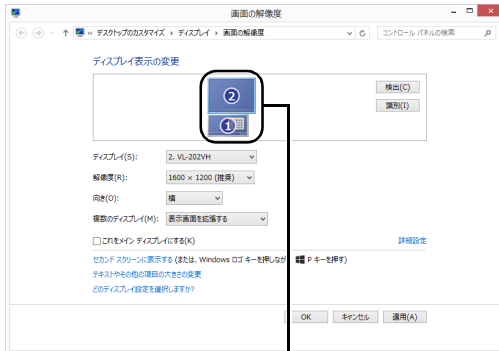 画面の解像度
« デスクトップのカスタマイズ ▸ ディスプレイ ▸ 画面の解像度
コントロール パネルの検索
ディスプレイ表示の変更
2
1
検出(C)
識別(I)
ディスプレイ(S): 2. VL-202VH
解像度(R): 1600 × 1200 (推奨)
向き(O): 横
複数のディスプレイ(M): 表示画面を拡張する
これをメイン ディスプレイにする(K)
詳細設定
セカンド スクリーンに表示する (または、Windows ロゴ キーを押しなが P キーを押す)
テキストやその他の項目の大きさの変更
どのディスプレイ設定を選択しますか?
OK キャンセル 適用(A)